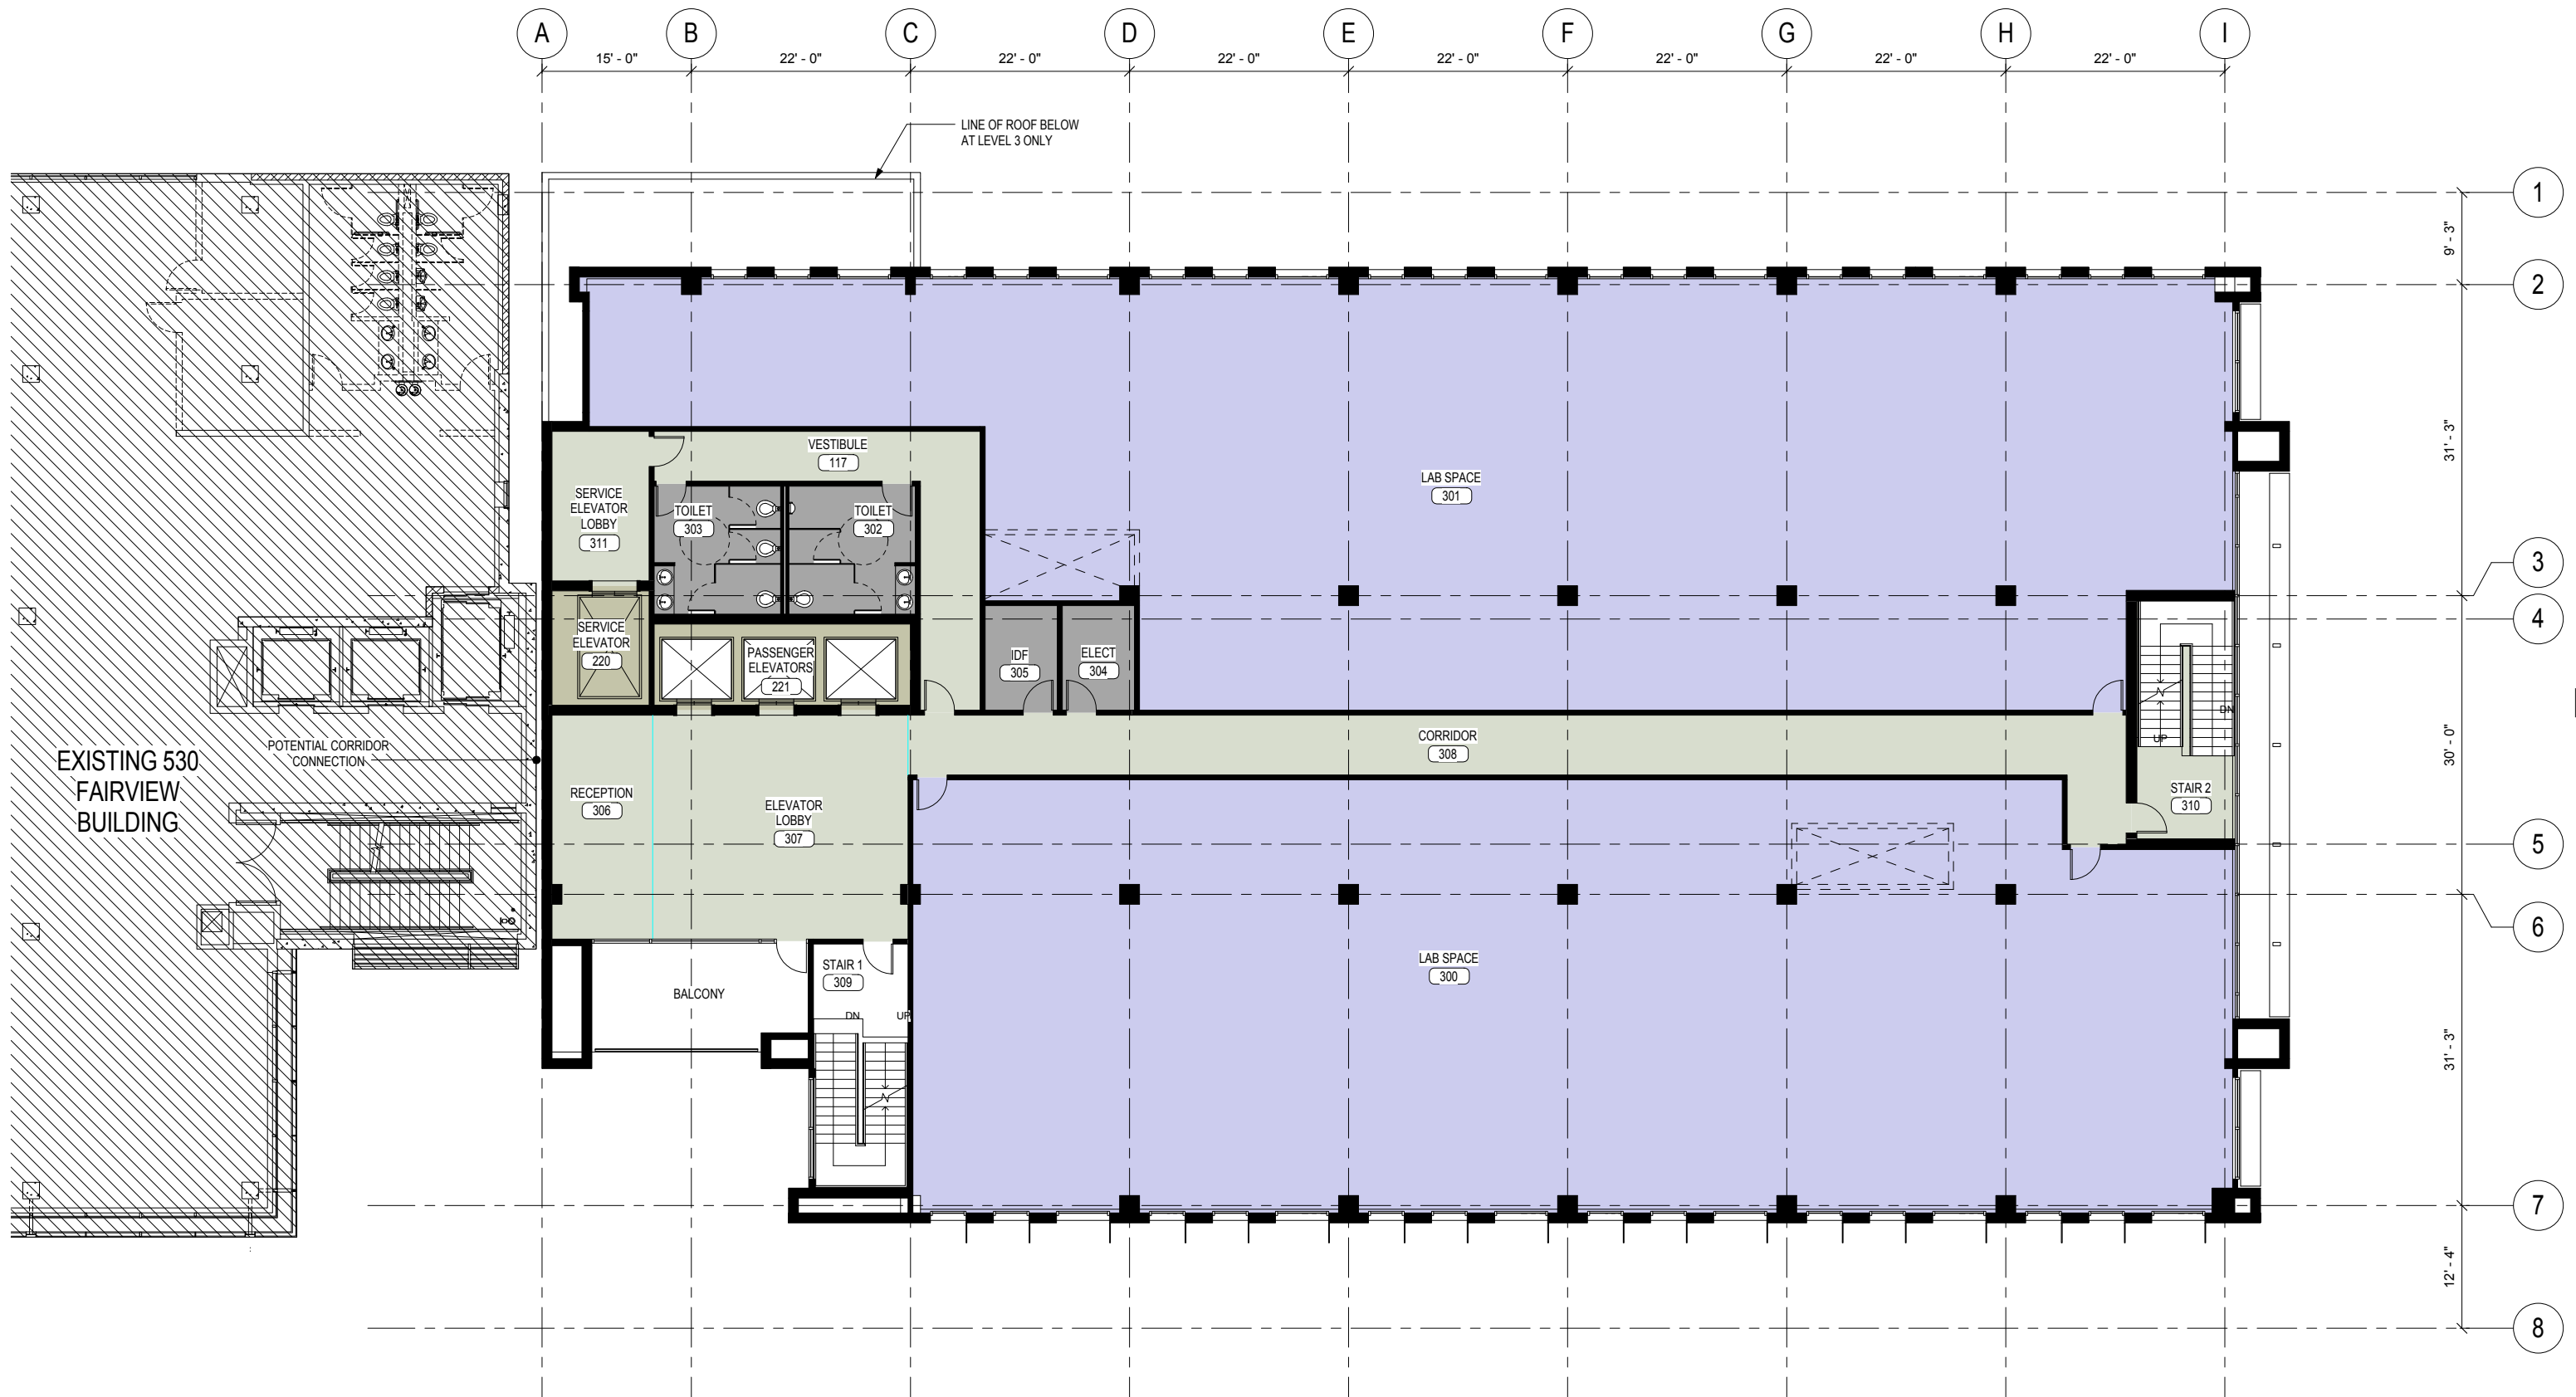 A
B
C
D
E
F
G
H
I
15' - 0"
22' - 0"
22' - 0"
22' - 0"
22' - 0"
22' - 0"
22' - 0"
22' - 0"
LINE OF ROOF BELOW
AT LEVEL 3 ONLY
1
9' - 3"
2
31' - 3"
3
4
30' - 0"
5
6
31' - 3"
7
12' - 4"
8
VESTIBULE
117
SERVICE
ELEVATOR
LOBBY
311
TOILET
303
TOILET
302
LAB SPACE
301
SERVICE
ELEVATOR
220
PASSENGER
ELEVATORS
221
IDF
305
ELECT
304
DN
UP
EXISTING 530
FAIRVIEW
BUILDING
POTENTIAL CORRIDOR
CONNECTION
CORRIDOR
308
RECEPTION
306
ELEVATOR
LOBBY
307
STAIR 2
310
STAIR 1
309
BALCONY
DN
UP
LAB SPACE
300